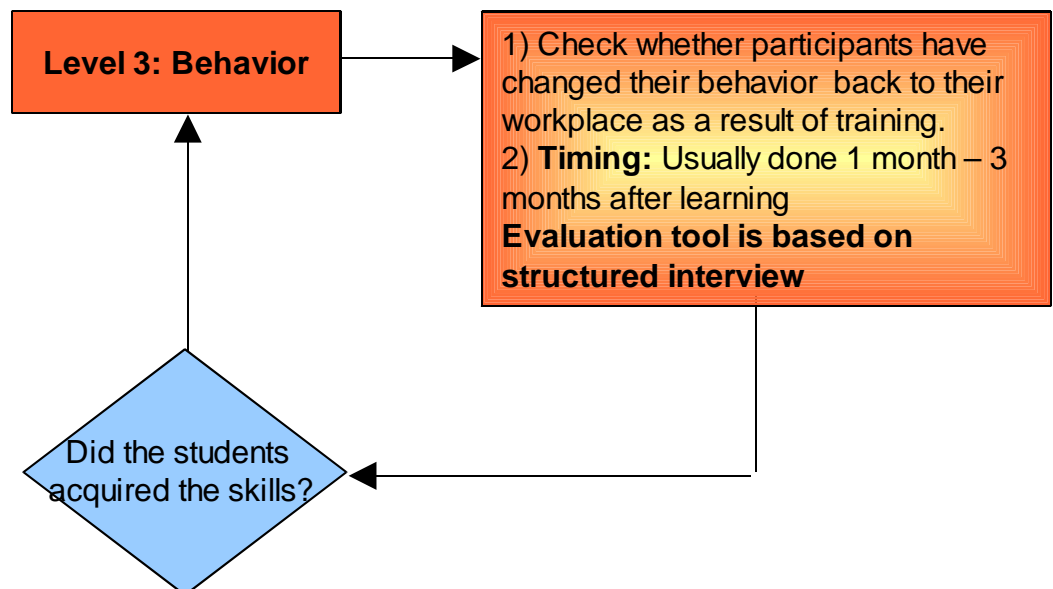 Level 3: Behavior
1) Check whether participants have
changed their behavior  back to their
workplace as a result of training.
2) Timing: Usually done 1 month – 3
months after learning
Evaluation tool is based on
structured interview
Did the students
acquired the skills?